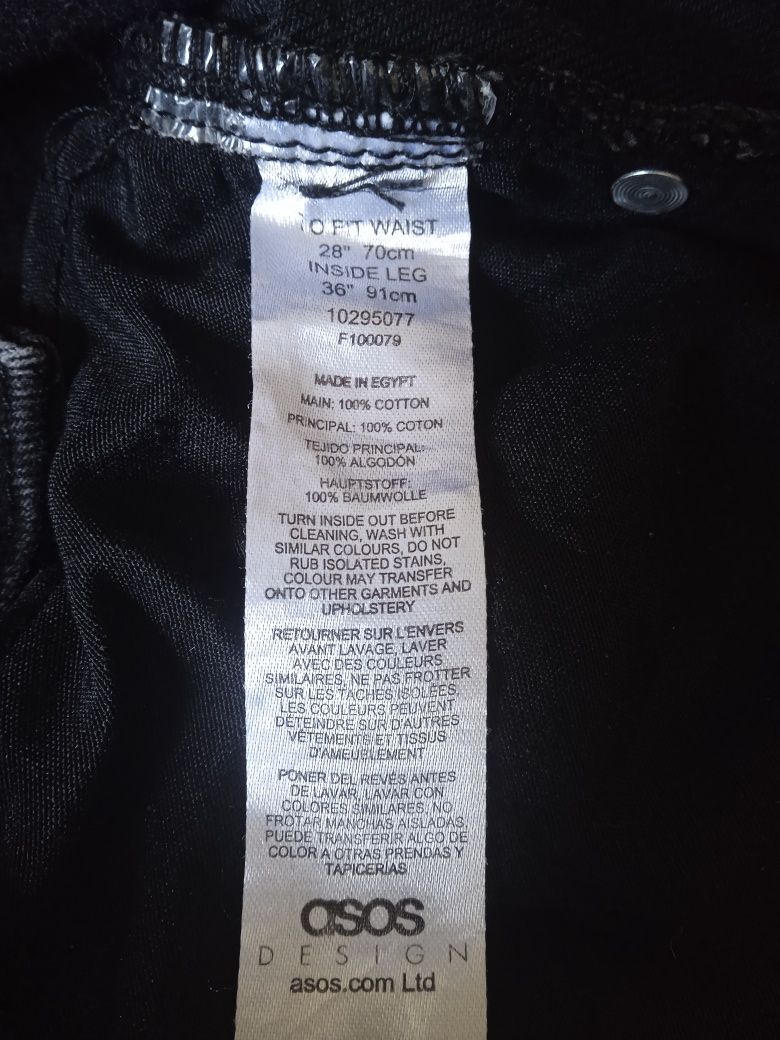 TO FIT WAIST
28" 70cm
INSIDE LEG
36" 91cm
10295077
F100079
MADE IN EGYPT
MAIN: 100% COTTON
PRINCIPAL: 100% COTON
TEJIDO PRINCIPAL:
100% ALGODÓN
HAUPTSTOFF:
100% BAUMWOLLE
TURN INSIDE OUT BEFORE
CLEANING, WASH WITH
SIMILAR COLOURS, DO NOT
RUB ISOLATED STAINS,
COLOUR MAY TRANSFER
ONTO OTHER GARMENTS AND
UPHOLSTERY
RETOURNER SUR L'ENVERS
AVANT LAVAGE, LAVER
AVEC DES COULEURS
SIMILAIRES, NE PAS FROTTER
SUR LES TACHES ISOLÉES,
LES COULEURS PEUVENT
DÉTEINDRE SUR D'AUTRES
VÊTEMENTS ET TISSUS
D'AMEUBLEMENT
PONER DEL REVÉS ANTES
DE LAVAR, LAVAR CON
COLORES SIMILARES, NO
FROTAR MANCHAS AISLADAS,
PUEDE TRANSFERIR ALGO DE
COLOR A OTRAS PRENDAS Y
TAPICERÍAS
asos
DESIGN
asos.com Ltd